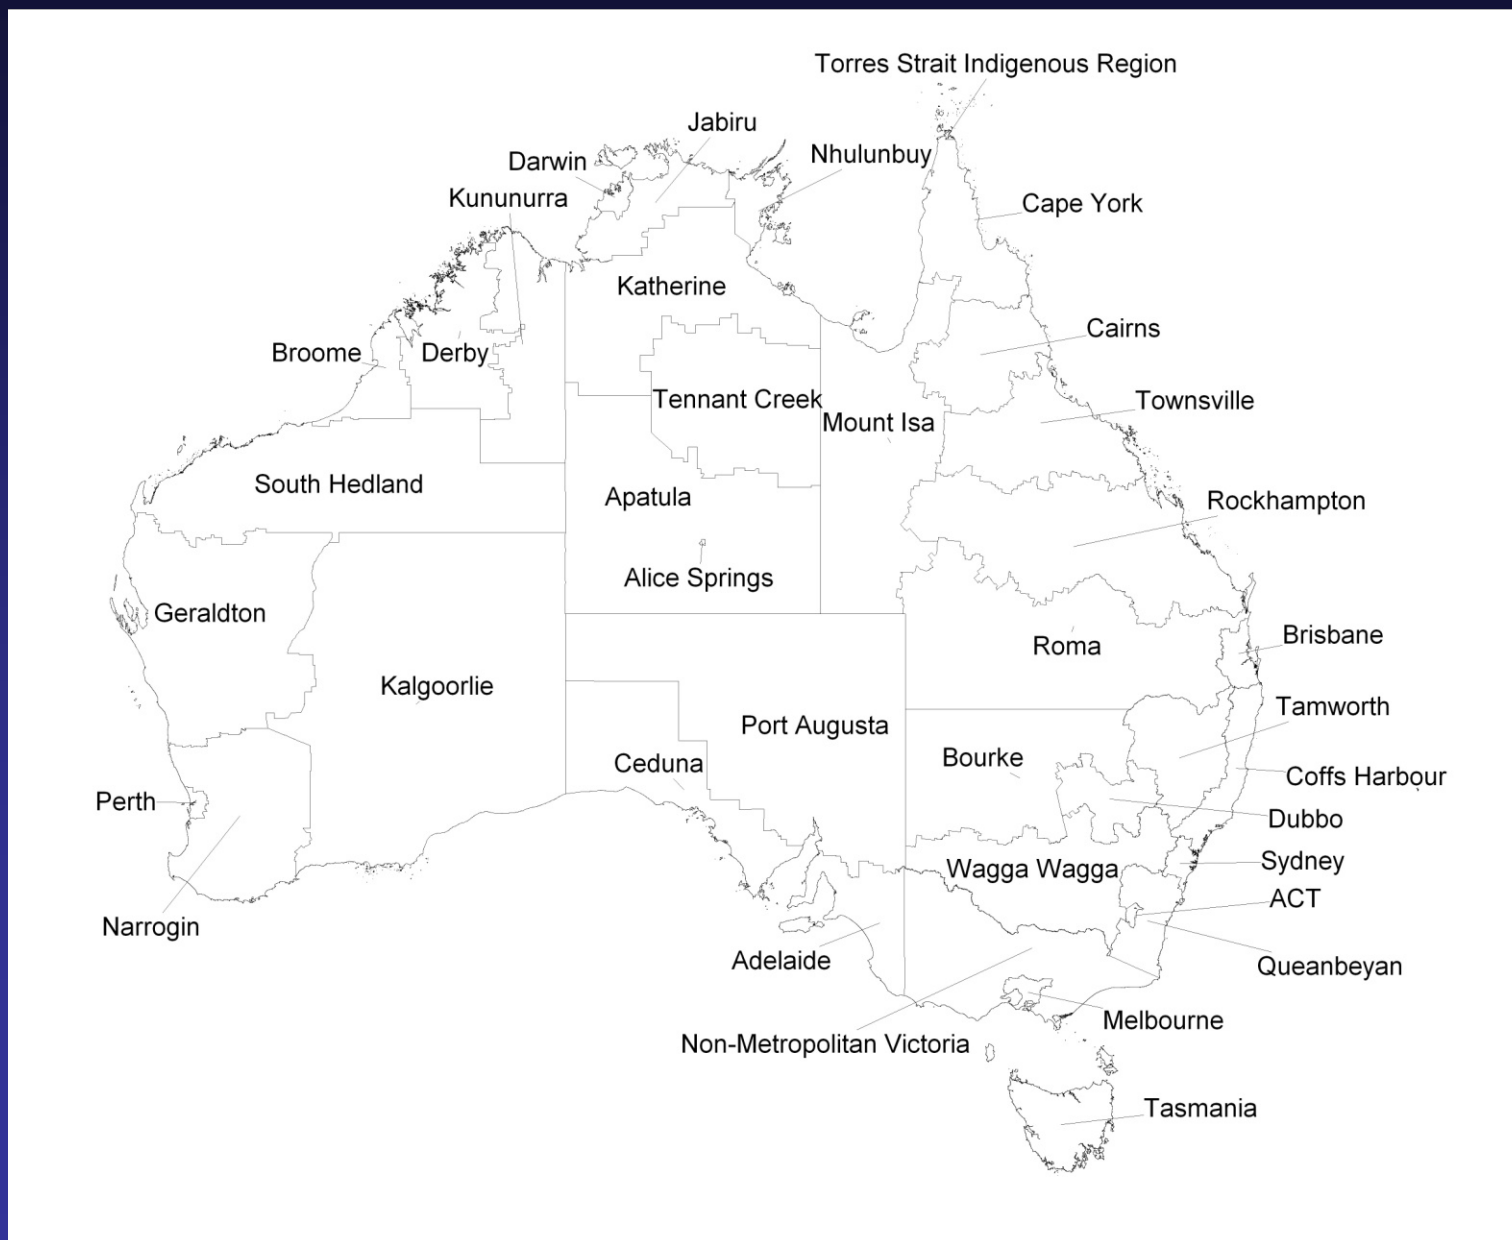 Torres Strait Indigenous Region
Jabiru
Darwin
Nhulunbuy
Kununurra
Cape York
Katherine
Cairns
Broome
Derby
Tennant Creek
Townsville
Mount Isa
South Hedland
Apatula
Rockhampton
Alice Springs
Geraldton
Brisbane
Roma
Kalgoorlie
Tamworth
Port Augusta
Bourke
Ceduna
Coffs Harbour
Perth
Dubbo
Sydney
Wagga Wagga
ACT
Narrogin
Adelaide
Queanbeyan
Melbourne
Non-Metropolitan Victoria
Tasmania